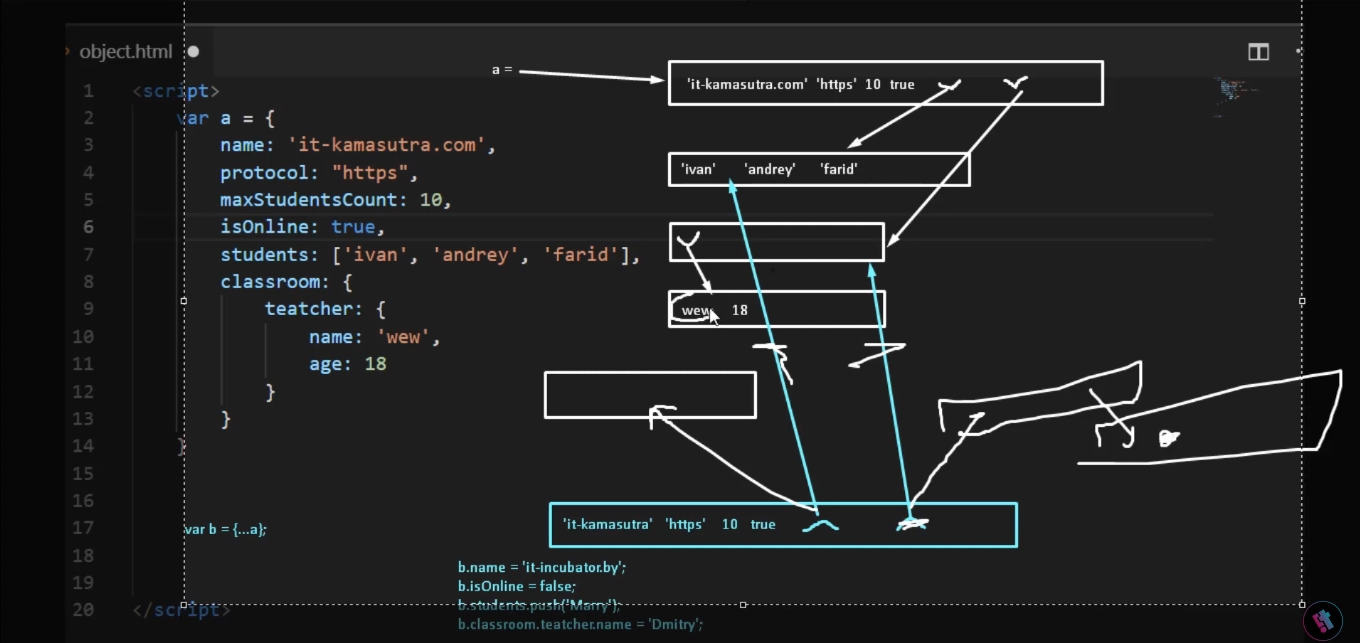 object.html
a =
'it-kamasutra.com' 'https' 10 true
1 <script>
2 var a = {
3 name: 'it-kamasutra.com',
4 protocol: "https",
5 maxStudentsCount: 10,
6 isOnline: true,
7 students: ['ivan', 'andrey', 'farid'],
8 classroom: {
9 teatcher: {
10 name: 'wew',
11 age: 18
12 }
13 }
14 }
15
16
17
18
19
20 </script>
'ivan' 'andrey' 'farid'
wew 18
'it-kamasutra' 'https' 10 true
var b = {...a};
b.name = 'it-incubator.by';
b.isOnline = false;
b.students.push('Marry');
b.classroom.teatcher.name = 'Dmitry';